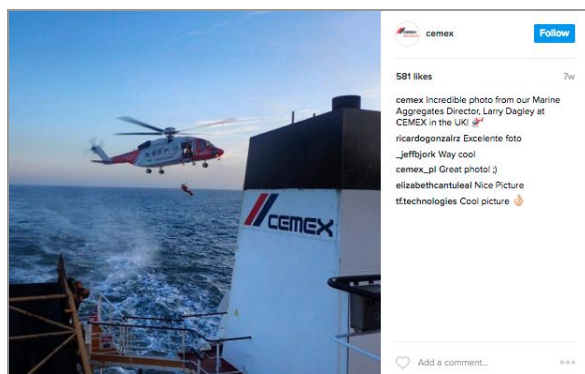 cemex
Follow
581 likes
7w
cemex Incredible photo from our Marine
Aggregates Director, Larry Dagley at
CEMEX in the UK! 🚁
ricardogonzalrz Excelente foto
_jeffbjork Way cool
cemex_pl Great photo! ;)
elizabethcantuleal Nice Picture
tf.technologies Cool picture 👌
CEMEX
Add a comment...